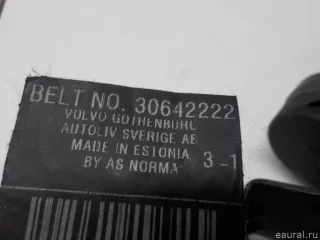 BELT NO. 30642222
VOLVO GOTHENBURG
AUTOLIV SVERIGE AB
MADE IN ESTONIA
BY AS NORMA 3-1
eaural.ru